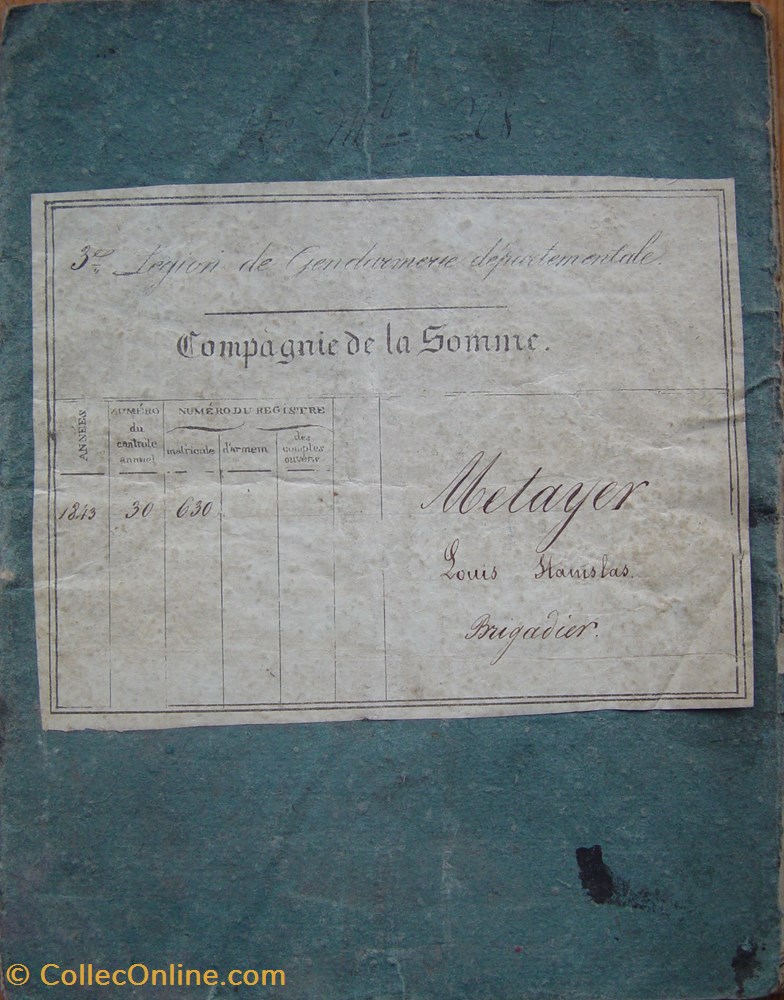 3e Légion de Gendarmerie départementale.
Compagnie de la Somme.
ANNÉES
NUMÉRO du contrôle annuel
NUMÉRO DU REGISTRE
matricule
d'armem
des comptes ouverts
1843 30 630
Metayer
Louis Stanislas.
Brigadier.
© CollecOnline.com